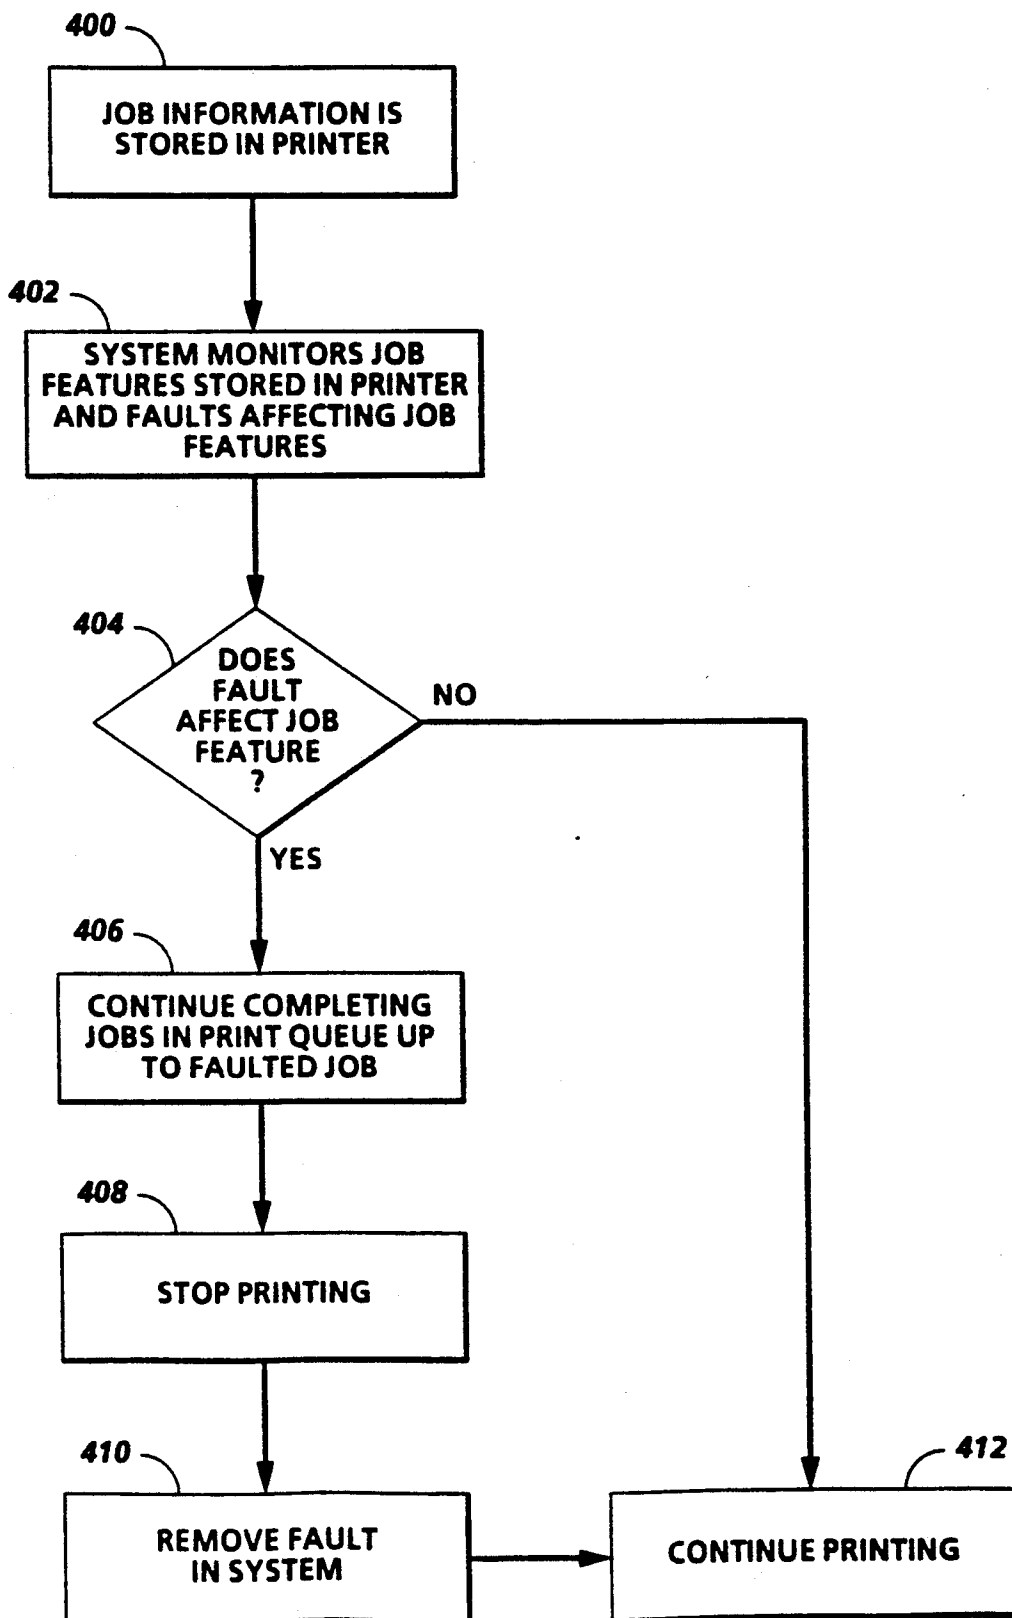 400
JOB INFORMATION IS
STORED IN PRINTER
402
SYSTEM MONITORS JOB
FEATURES STORED IN PRINTER
AND FAULTS AFFECTING JOB
FEATURES
404
DOES
FAULT
AFFECT JOB
FEATURE
?
NO
YES
406
CONTINUE COMPLETING
JOBS IN PRINT QUEUE UP
TO FAULTED JOB
408
STOP PRINTING
410
REMOVE FAULT
IN SYSTEM
412
CONTINUE PRINTING